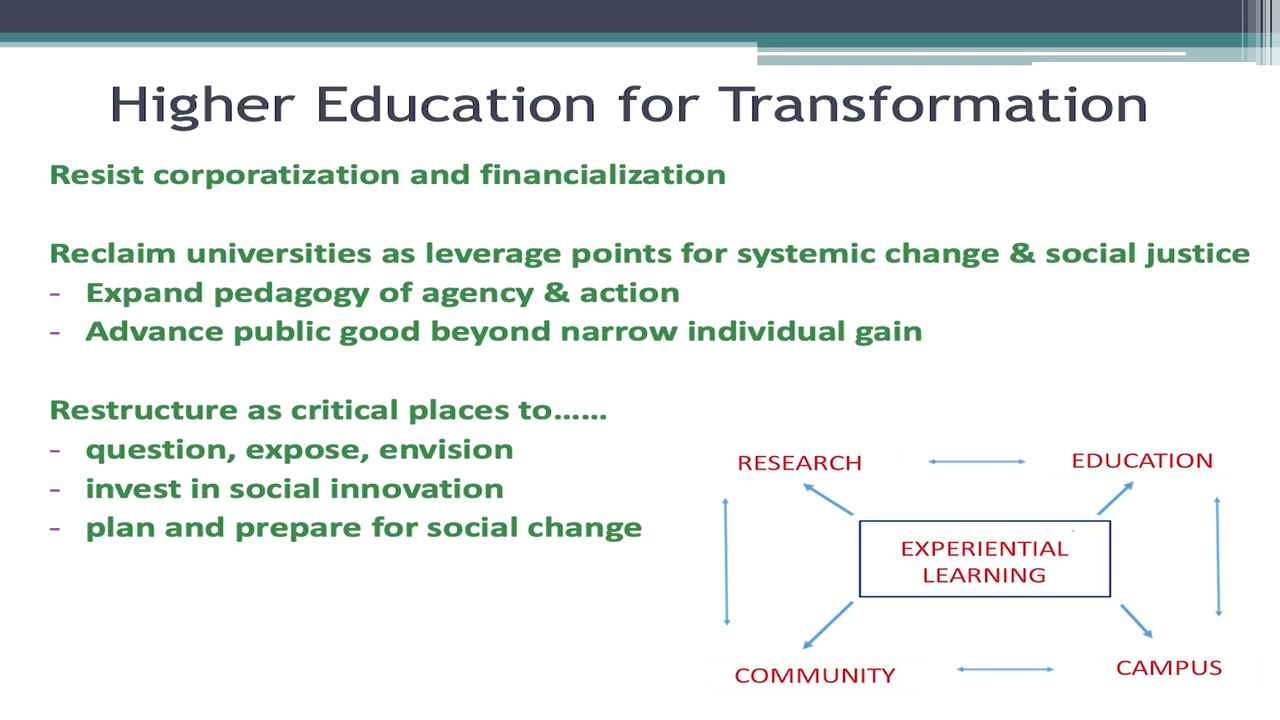 Higher Education for Transformation
Resist corporatization and financialization
Reclaim universities as leverage points for systemic change & social justice
- Expand pedagogy of agency & action
- Advance public good beyond narrow individual gain
Restructure as critical places to……
- question, expose, envision
- invest in social innovation
- plan and prepare for social change
RESEARCH
EDUCATION
EXPERIENTIAL
LEARNING
COMMUNITY
CAMPUS